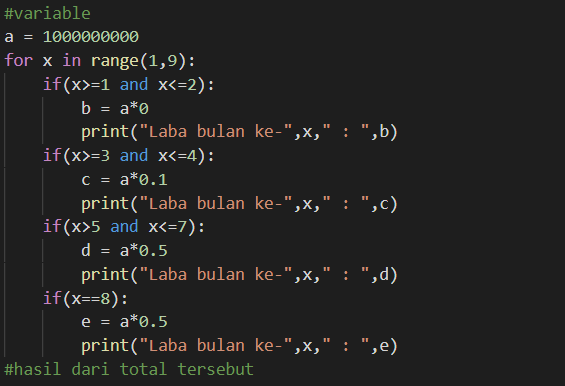 #variable
a = 1000000000
for x in range(1,9):
    if(x>=1 and x<=2):
        b = a*0
        print("Laba bulan ke-",x," : ",b)
    if(x>=3 and x<=4):
        c = a*0.1
        print("Laba bulan ke-",x," : ",c)
    if(x>5 and x<=7):
        d = a*0.5
        print("Laba bulan ke-",x," : ",d)
    if(x==8):
        e = a*0.5
        print("Laba bulan ke-",x," : ",e)
#hasil dari total tersebut